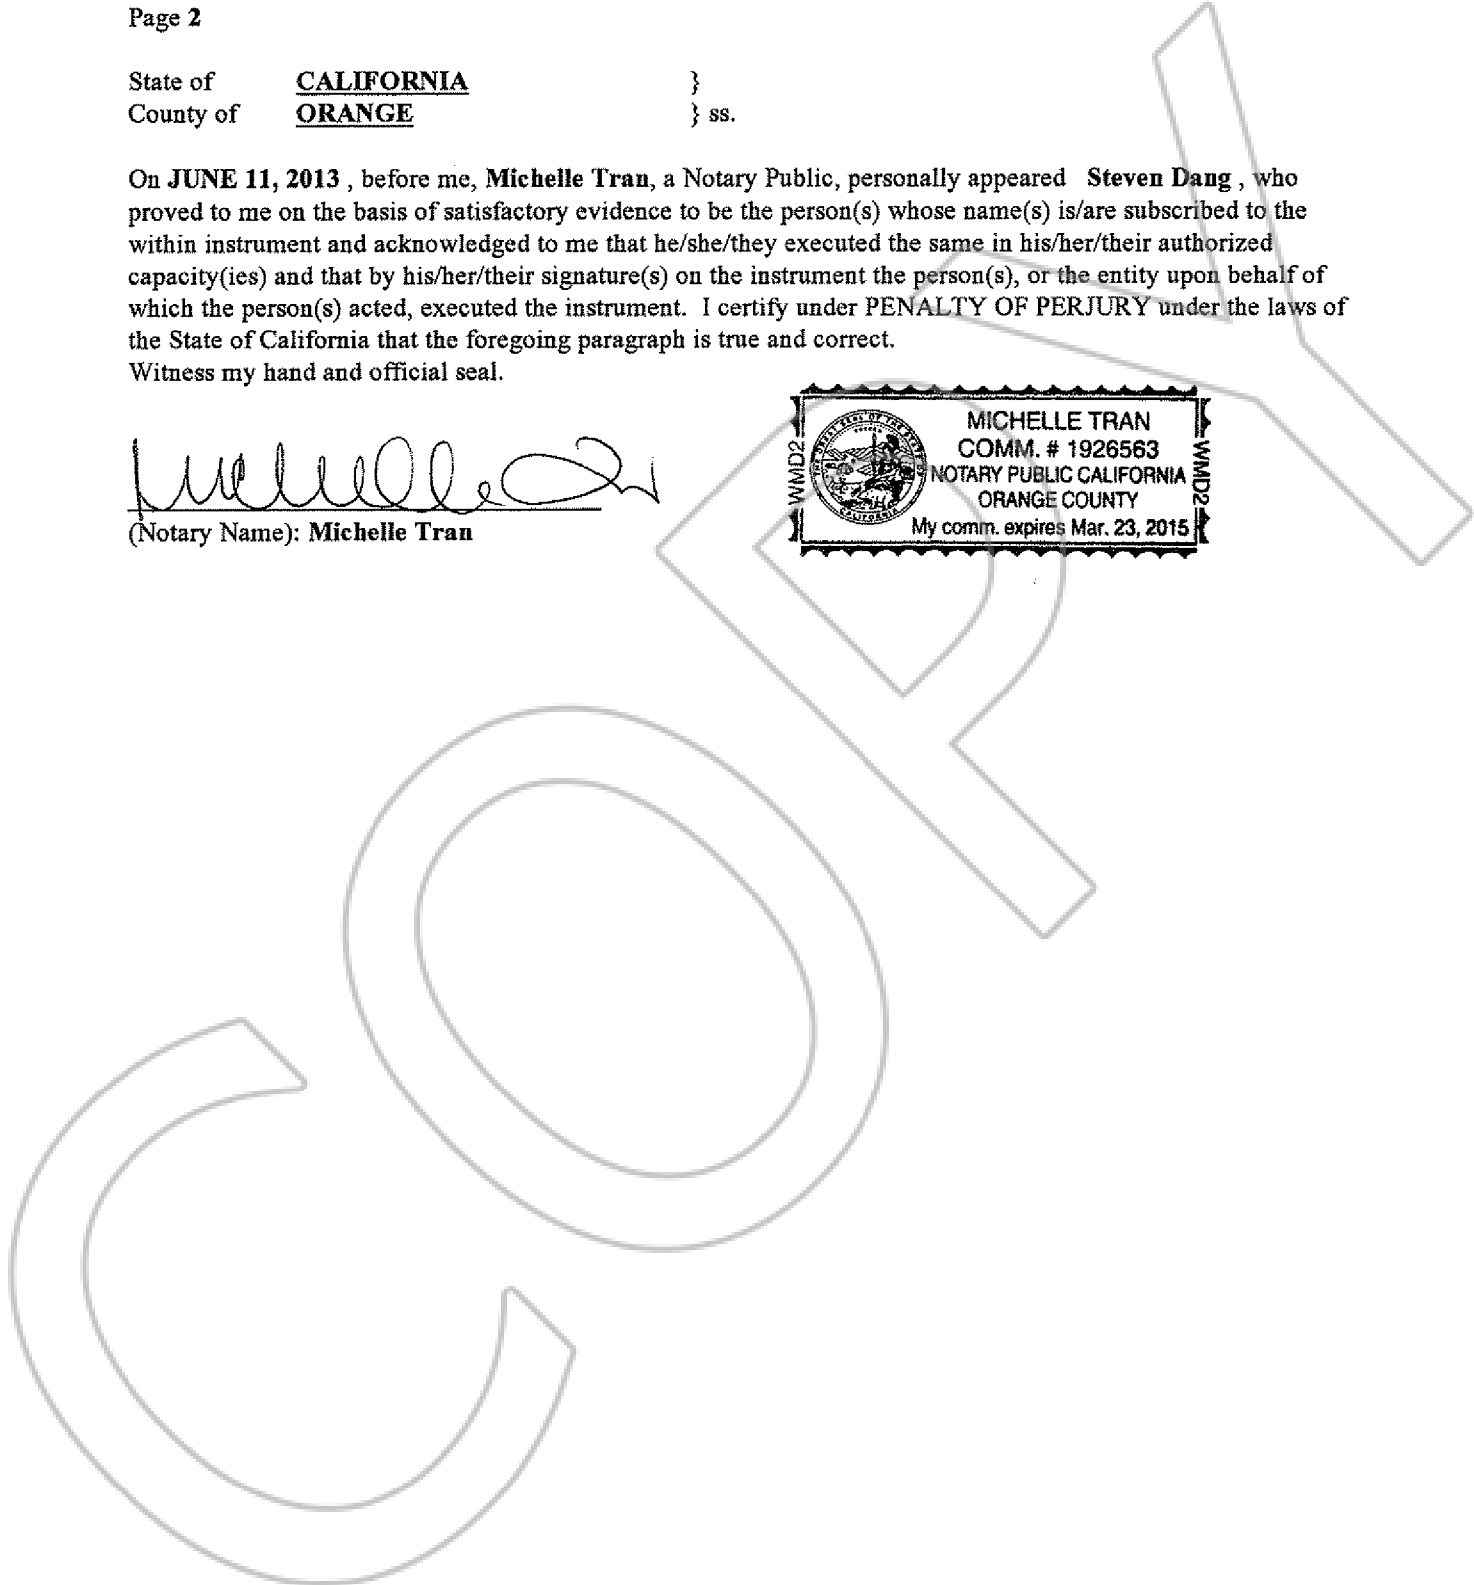 Page 2
State of CALIFORNIA }
County of ORANGE } ss.
On JUNE 11, 2013 , before me, Michelle Tran, a Notary Public, personally appeared Steven Dang , who
proved to me on the basis of satisfactory evidence to be the person(s) whose name(s) is/are subscribed to the
within instrument and acknowledged to me that he/she/they executed the same in his/her/their authorized
capacity(ies) and that by his/her/their signature(s) on the instrument the person(s), or the entity upon behalf of
which the person(s) acted, executed the instrument. I certify under PENALTY OF PERJURY under the laws of
the State of California that the foregoing paragraph is true and correct.
Witness my hand and official seal.
(Notary Name): Michelle Tran
WMD2
MICHELLE TRAN
COMM. # 1926563
NOTARY PUBLIC CALIFORNIA
ORANGE COUNTY
My comm. expires Mar. 23, 2015
WMD2
COPY